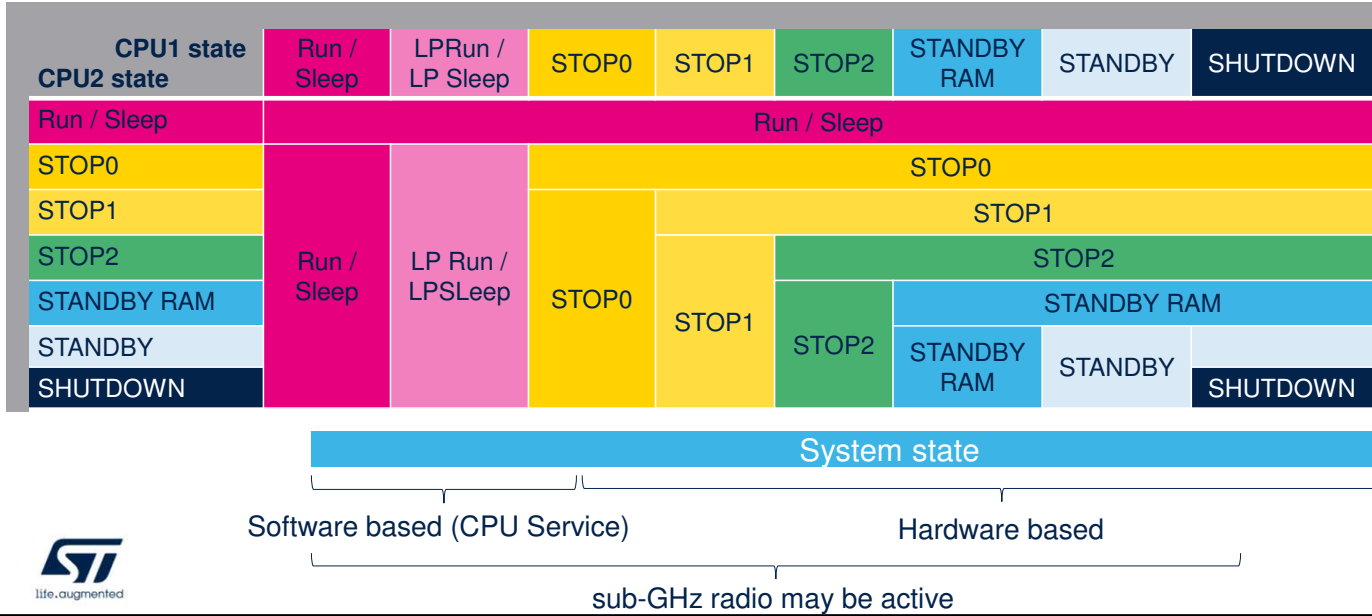 CPU1 state
CPU2 state
Run /
Sleep
LPRun /
LP Sleep
STOP0
STOP1
STOP2
STANDBY
RAM
STANDBY
SHUTDOWN
Run / Sleep
Run / Sleep
STOP0
STOP0
STOP1
STOP1
STOP2
STOP2
STANDBY RAM
STANDBY RAM
STANDBY
SHUTDOWN
Run /
Sleep
LP Run /
LPSLeep
STOP0
STOP1
STOP2
STANDBY
RAM
STANDBY
SHUTDOWN
System state
Software based (CPU Service)
Hardware based
sub-GHz radio may be active
ST
life.augmented